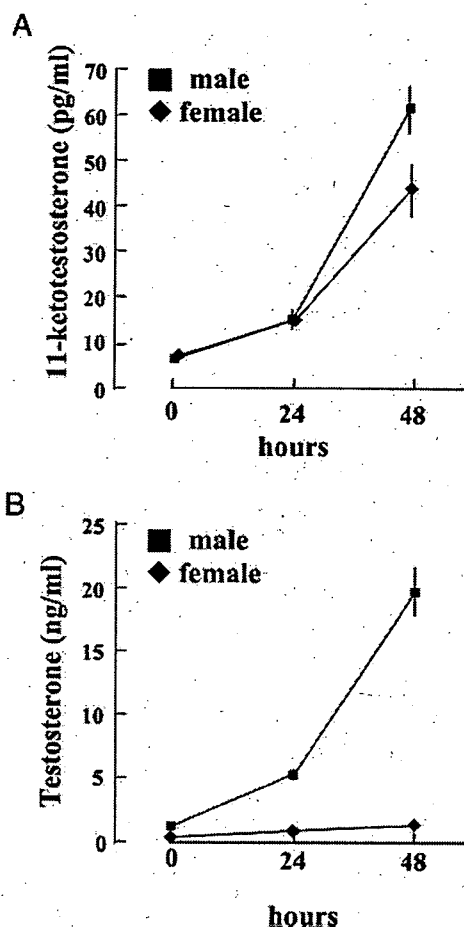 A
11-ketotestosterone (pg/ml)
70
60
50
40
30
20
10
0
male
female
0 24 48
hours
B
Testosterone (ng/ml)
25
20
15
10
5
0
male
female
0 24 48
hours